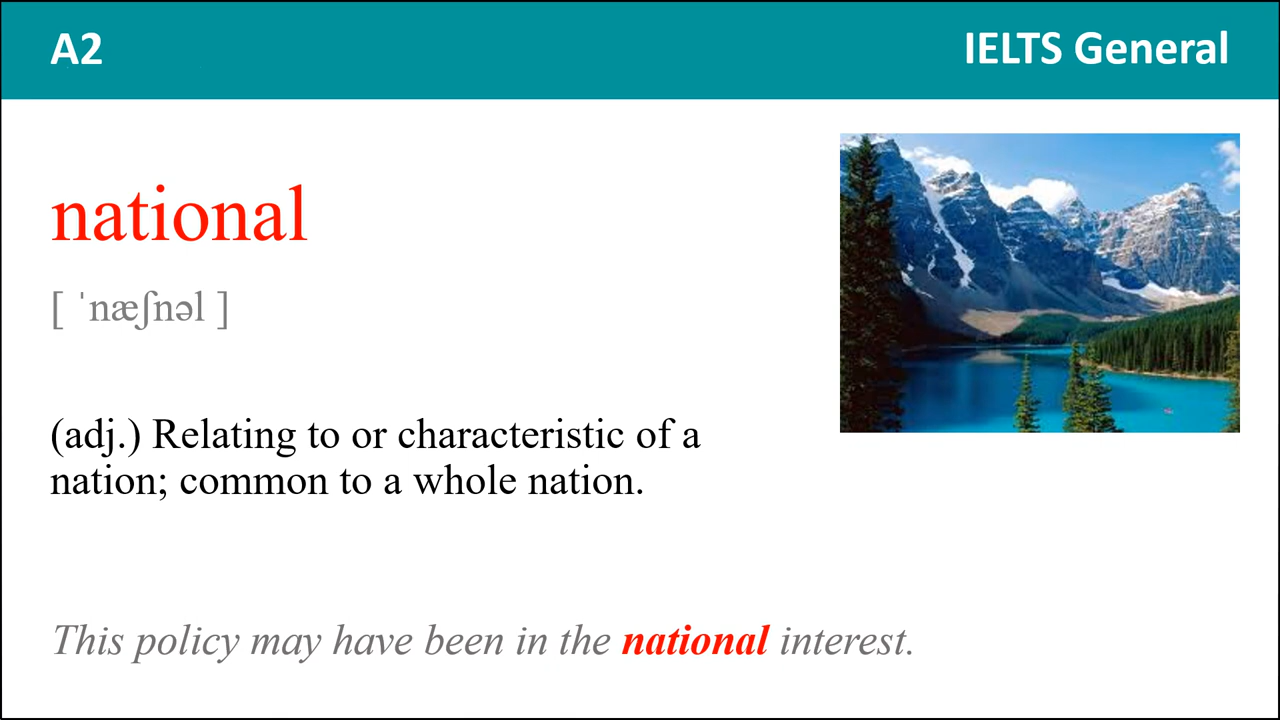 A2
IELTS General
national
[ ˈnæʃnəl ]
(adj.) Relating to or characteristic of a
nation; common to a whole nation.
This policy may have been in the national interest.